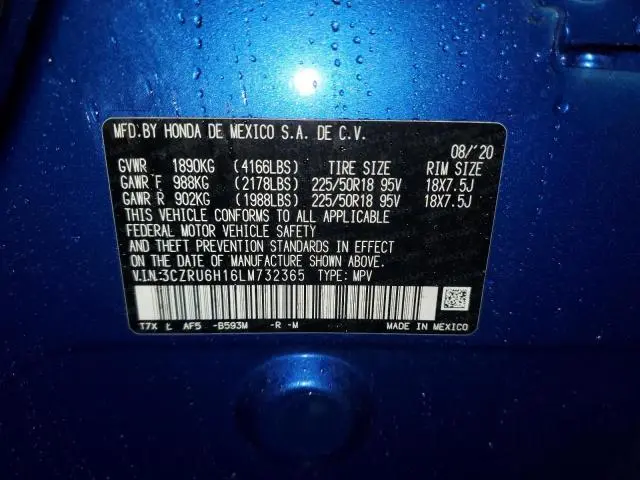 MFD.BY HONDA DE MEXICO S.A. DE C.V.
08/'20
GVWR 1890KG (4166LBS) TIRE SIZE RIM SIZE
GAWR F 988KG (2178LBS) 225/50R18 95V 18X7.5J
GAWR R 902KG (1988LBS) 225/50R18 95V 18X7.5J
THIS VEHICLE CONFORMS TO ALL APPLICABLE
FEDERAL MOTOR VEHICLE SAFETY
AND THEFT PREVENTION STANDARDS IN EFFECT
ON THE DATE OF MANUFACTURE SHOWN ABOVE.
V.I.N:3CZRU6H16LM732365 TYPE: MPV
T7X Ł AF5 -B593M -R -M MADE IN MEXICO